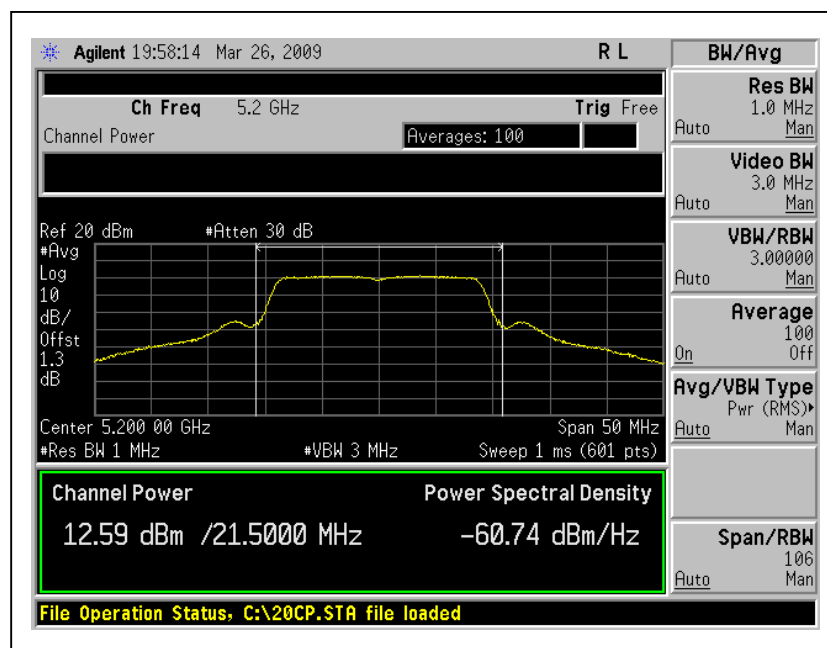 Agilent 19:58:14 Mar 26, 2009 R L
BW/Avg
Ch Freq 5.2 GHz Trig Free
Channel Power Averages: 100
Res BW
1.0 MHz
Auto Man
Video BW
3.0 MHz
Auto Man
VBW/RBW
3.00000
Auto Man
Average
100
On Off
Avg/VBW Type
Pwr (RMS)
Auto Man
Span/RBW
106
Auto Man
Ref 20 dBm #Atten 30 dB
#Avg
Log
10
dB/
Offst
1.3
dB
Center 5.200 00 GHz Span 50 MHz
#Res BW 1 MHz #VBW 3 MHz Sweep 1 ms (601 pts)
Channel Power Power Spectral Density
12.59 dBm /21.5000 MHz -60.74 dBm/Hz
File Operation Status, C:\20CP.STA file loaded